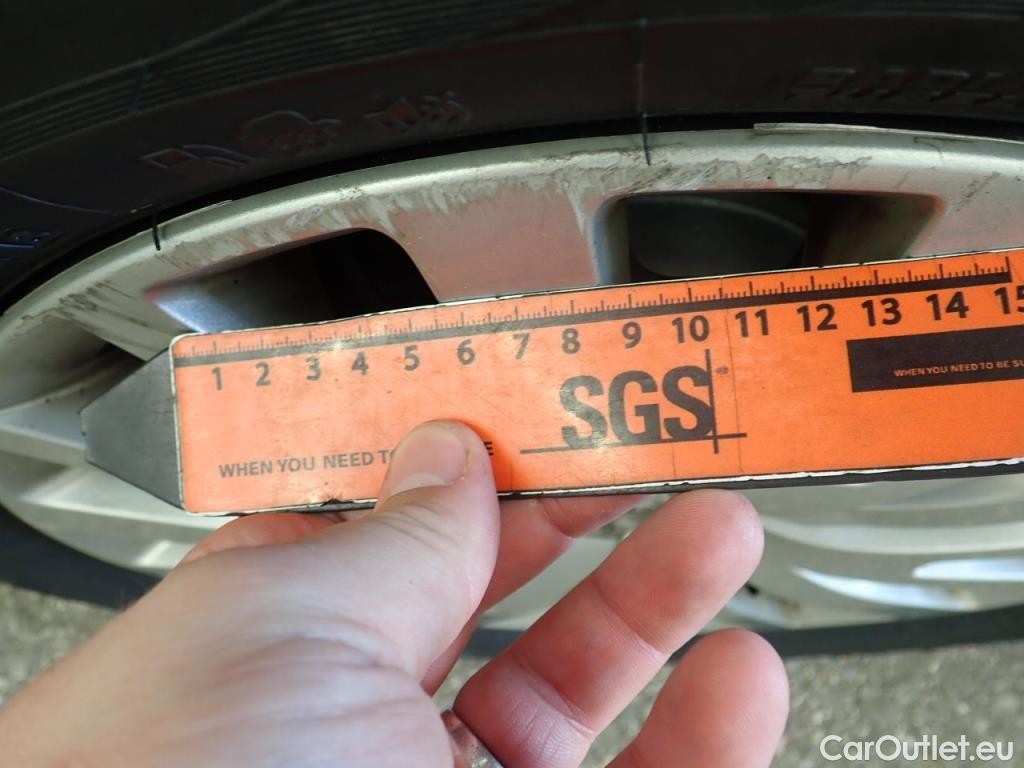 1 2 3 4 5 6 7 8 9 10 11 12 13 14 15
SGS
WHEN YOU NEED TO BE SU
WHEN YOU NEED TO E
CarOutlet.eu